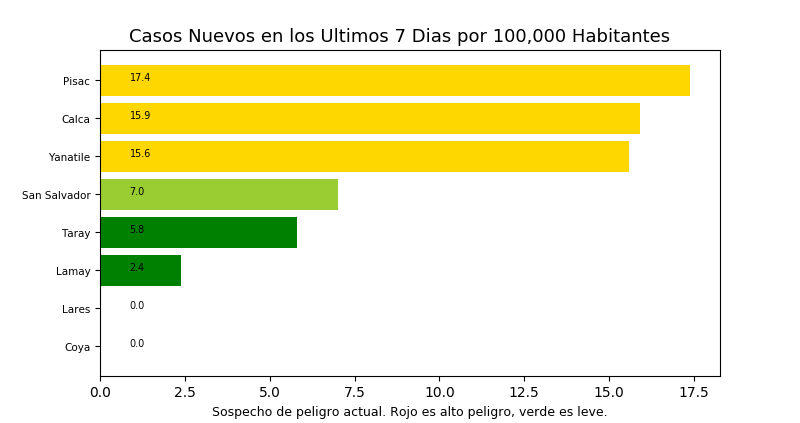 Casos Nuevos en los Ultimos 7 Dias por 100,000 Habitantes
Pisac 17.4
Calca 15.9
Yanatile 15.6
San Salvador 7.0
Taray 5.8
Lamay 2.4
Lares 0.0
Coya 0.0
0.0 2.5 5.0 7.5 10.0 12.5 15.0 17.5
Sospecho de peligro actual. Rojo es alto peligro, verde es leve.